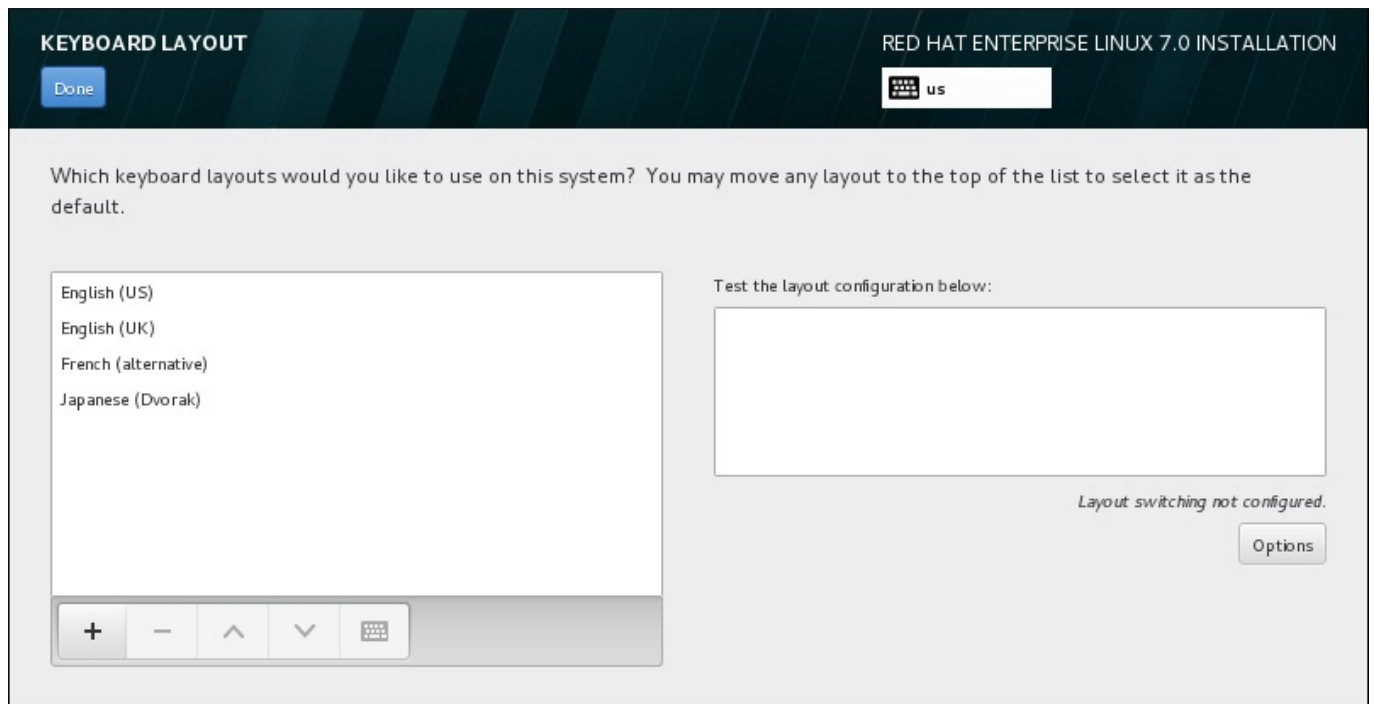 KEYBOARD LAYOUT
RED HAT ENTERPRISE LINUX 7.0 INSTALLATION
Done
us
Which keyboard layouts would you like to use on this system? You may move any layout to the top of the list to select it as the
default.
English (US)
English (UK)
French (alternative)
Japanese (Dvorak)
Test the layout configuration below:
Layout switching not configured.
Options